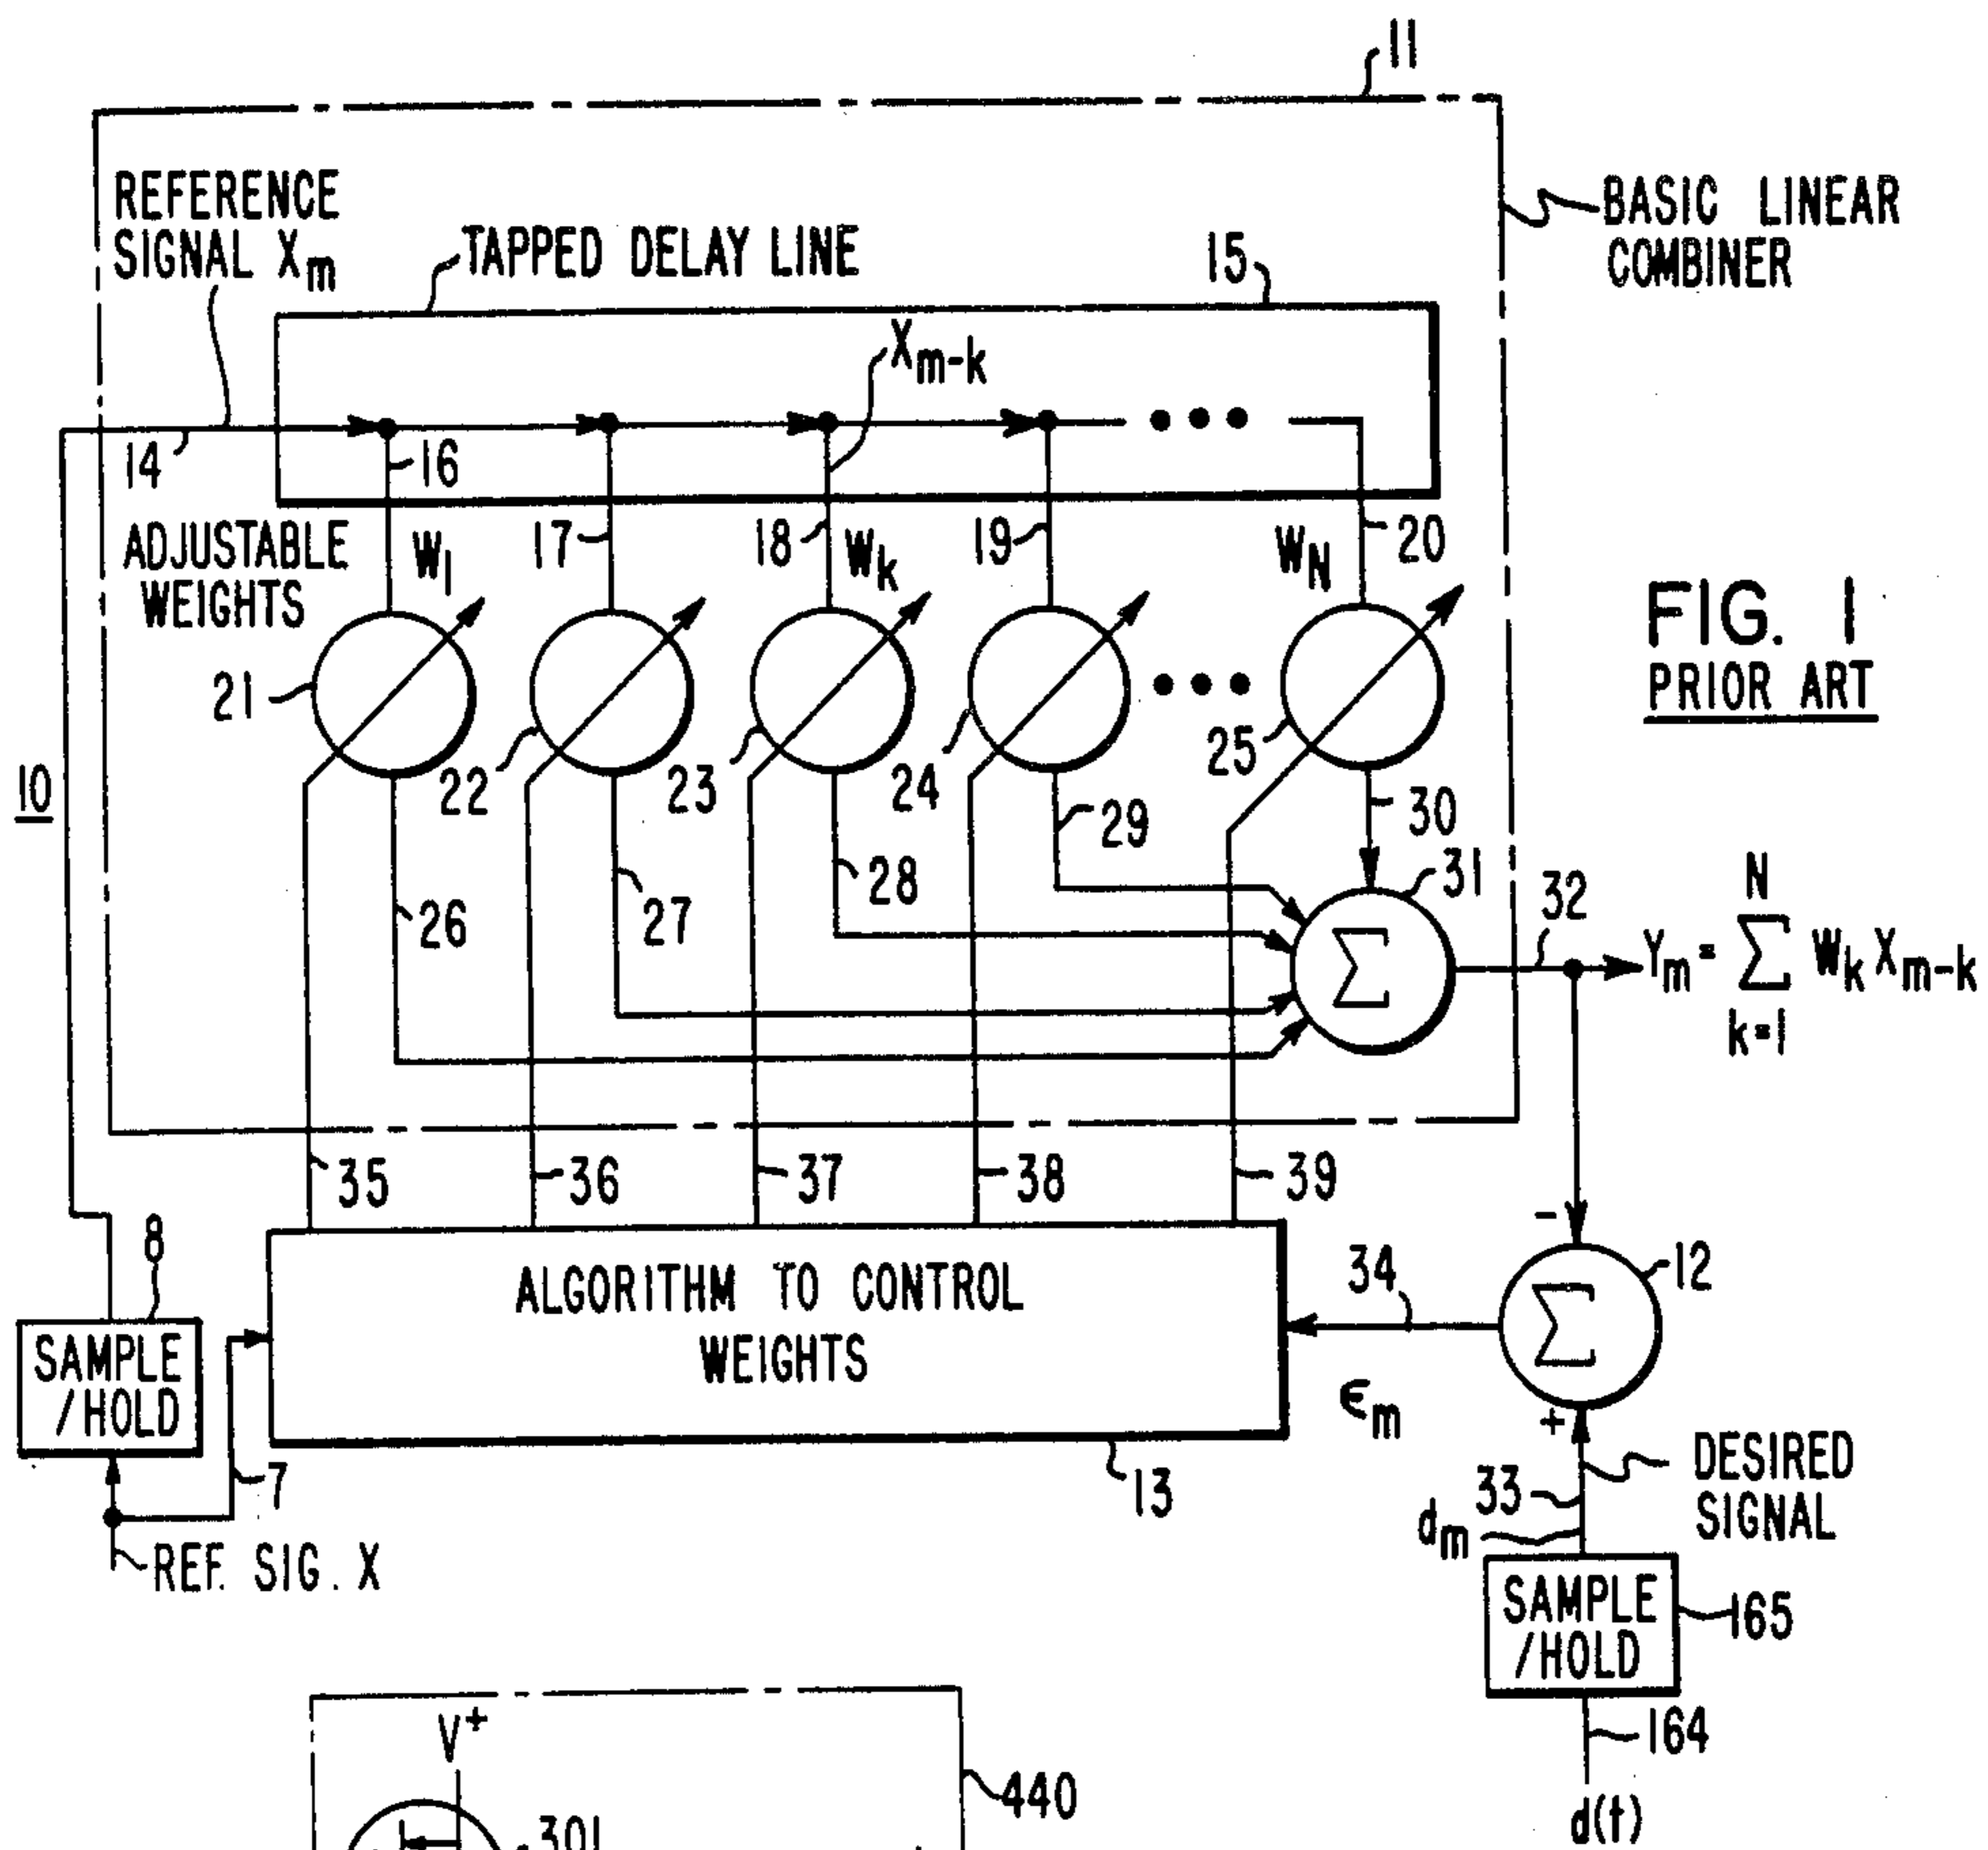 11
REFERENCE
SIGNAL Xm
TAPPED DELAY LINE
15
BASIC LINEAR
COMBINER
Xm-k
14
16
ADJUSTABLE
WEIGHTS
W1
17
18
Wk
19
WN
20
FIG. 1
PRIOR ART
21
22
23
24
25
10
26
27
28
29
30
31
32
Ym = Σ Wk Xm-k
N
k=1
Σ
35
36
37
38
39
8
SAMPLE
/HOLD
ALGORITHM TO CONTROL
WEIGHTS
34
-
12
Σ
+
ϵm
7
13
REF. SIG. X
33
dm
DESIRED
SIGNAL
SAMPLE
/HOLD
165
164
d(t)
V+
440
301